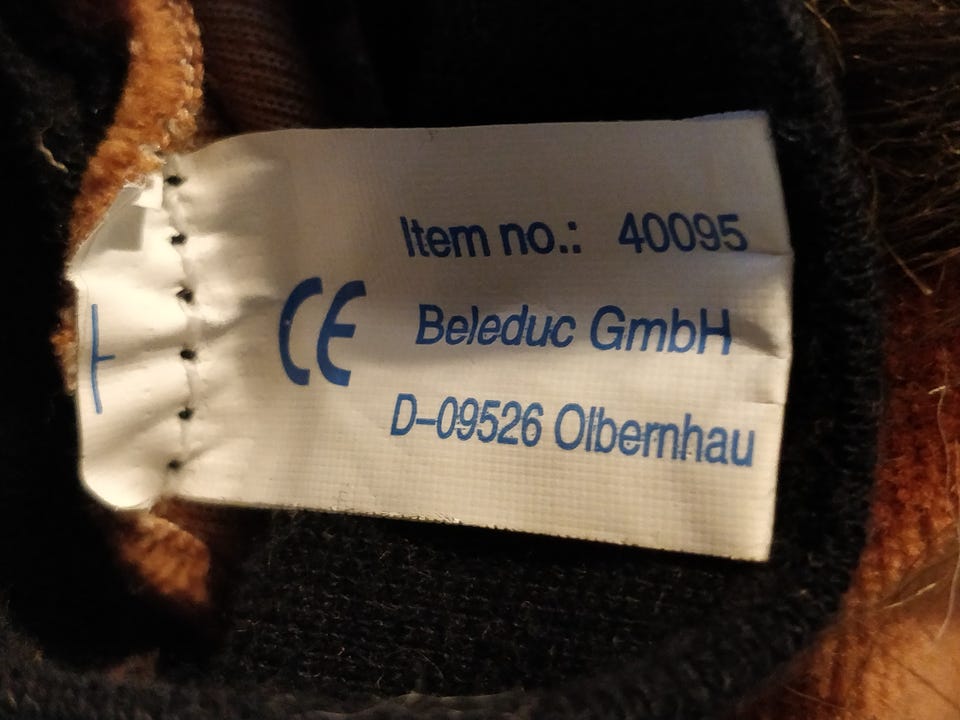 Item no.: 40095
CE
Beleduc GmbH
D-09526 Olbernhau